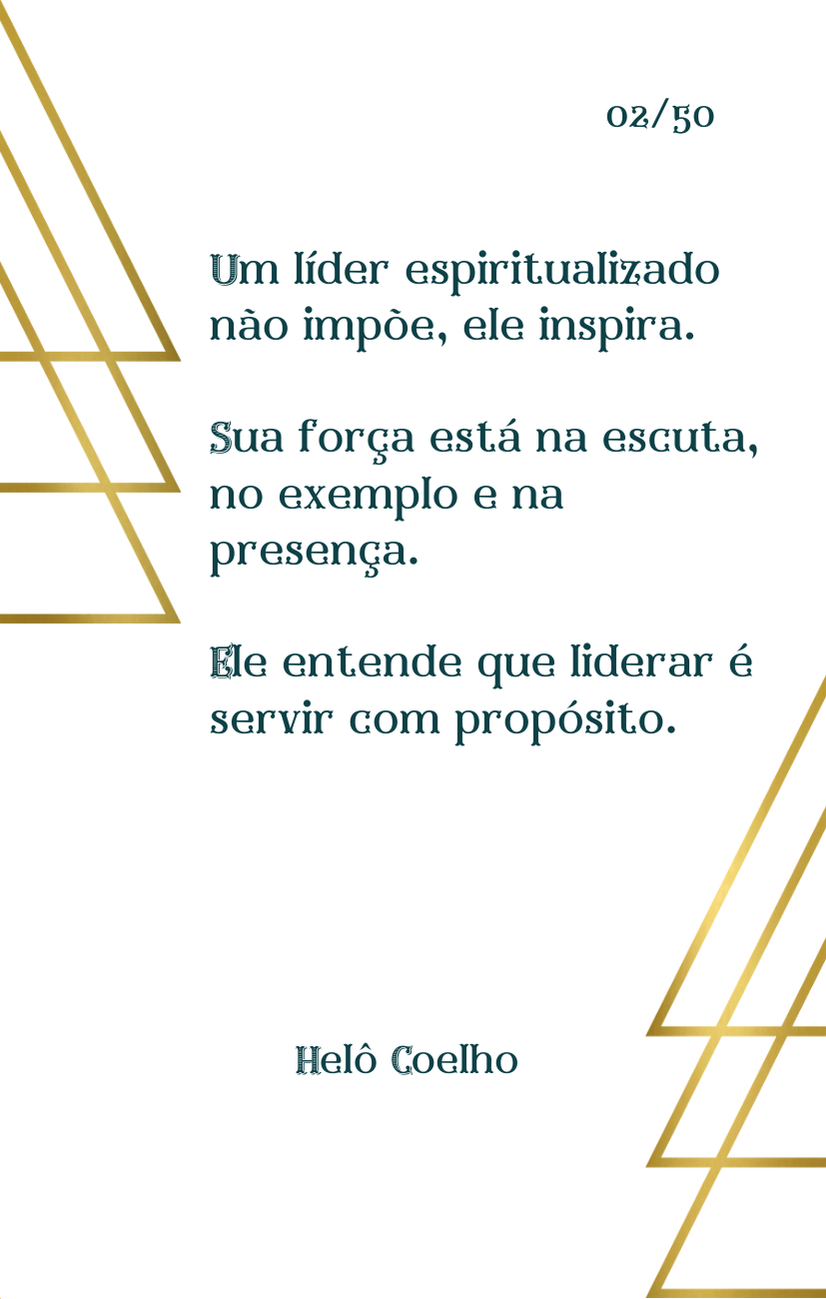 02/50
Um líder espiritualizado
não impõe, ele inspira.
Sua força está na escuta,
no exemplo e na
presença.
Ele entende que liderar é
servir com propósito.
Helô Coelho